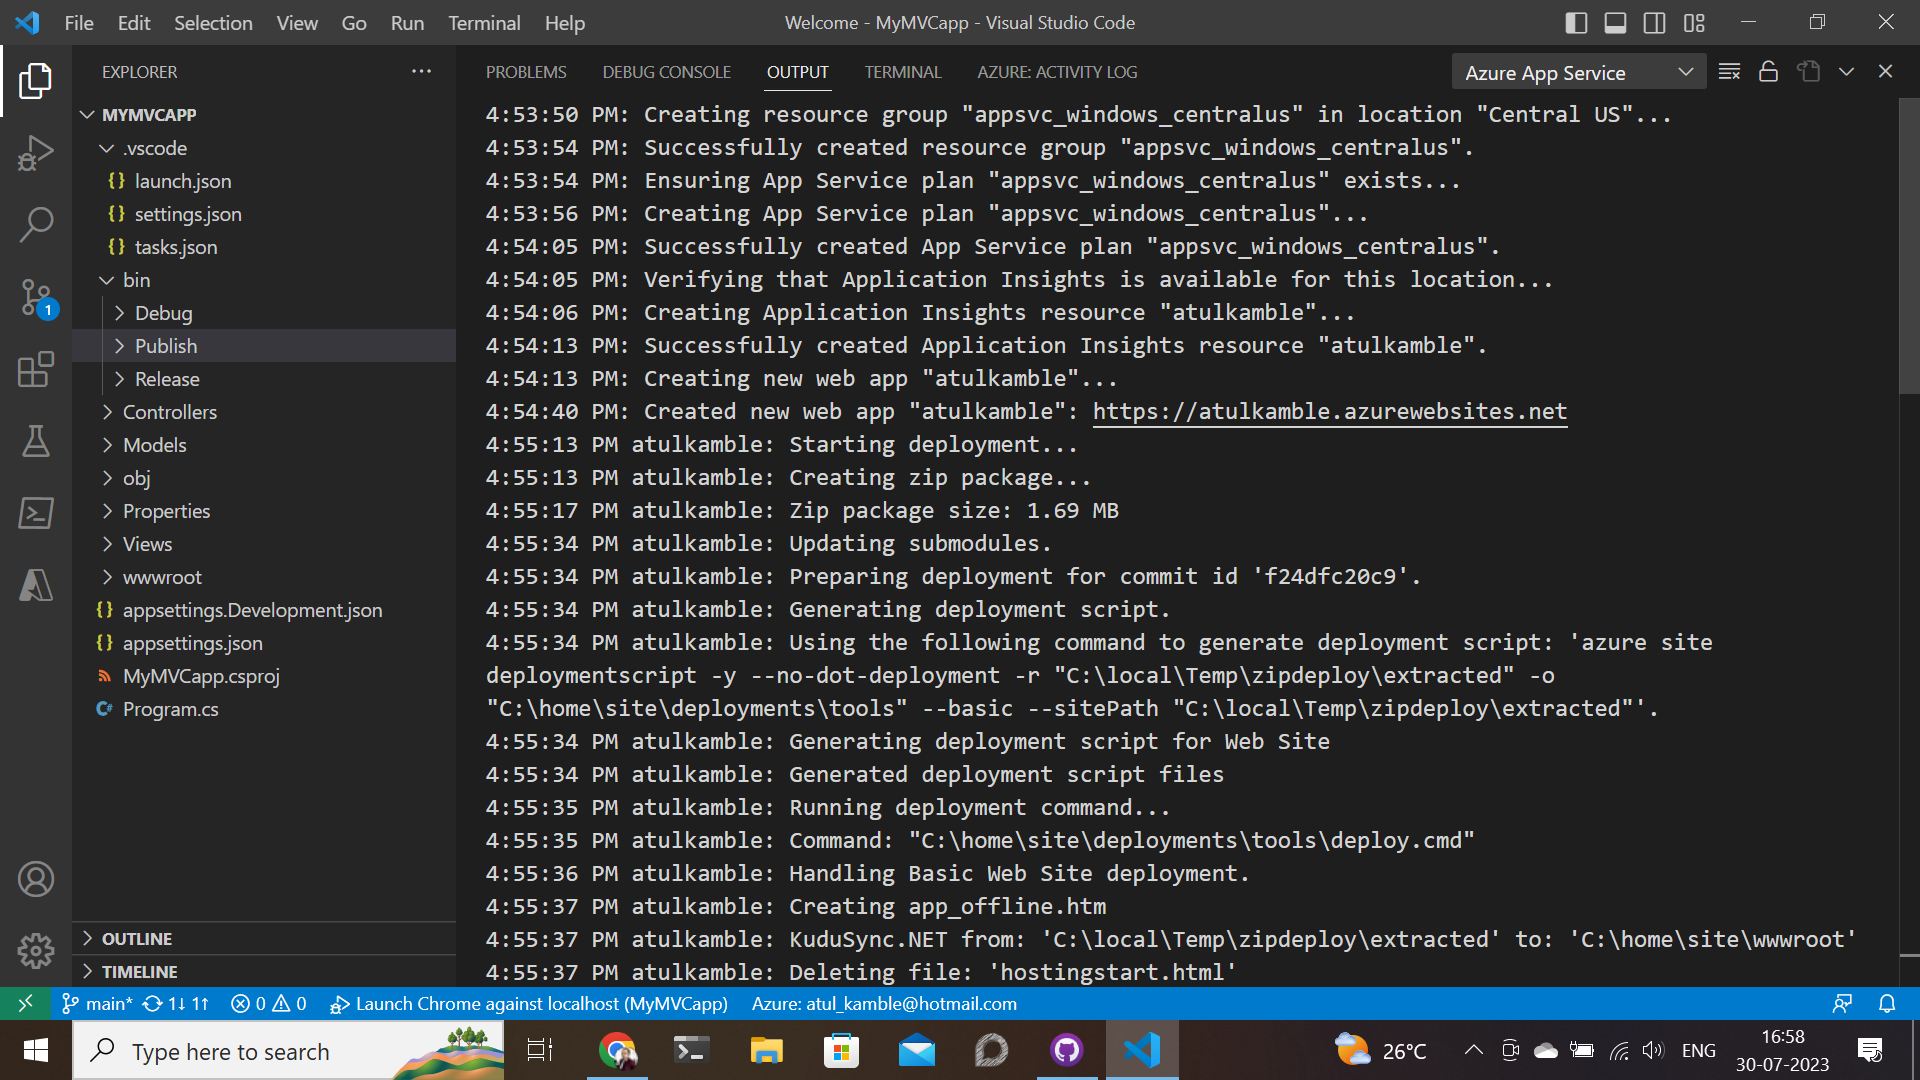 File Edit Selection View Go Run Terminal Help
Welcome - MyMVCapp - Visual Studio Code
EXPLORER
MYMVCAPP
.vscode
{} launch.json
{} settings.json
{} tasks.json
bin
Debug
Publish
Release
Controllers
Models
obj
Properties
Views
wwwroot
{} appsettings.Development.json
{} appsettings.json
MyMVCapp.csproj
C# Program.cs
OUTLINE
TIMELINE
1
PROBLEMS DEBUG CONSOLE OUTPUT TERMINAL AZURE: ACTIVITY LOG
Azure App Service
4:53:50 PM: Creating resource group "appsvc_windows_centralus" in location "Central US"...
4:53:54 PM: Successfully created resource group "appsvc_windows_centralus".
4:53:54 PM: Ensuring App Service plan "appsvc_windows_centralus" exists...
4:53:56 PM: Creating App Service plan "appsvc_windows_centralus"...
4:54:05 PM: Successfully created App Service plan "appsvc_windows_centralus".
4:54:05 PM: Verifying that Application Insights is available for this location...
4:54:06 PM: Creating Application Insights resource "atulkamble"...
4:54:13 PM: Successfully created Application Insights resource "atulkamble".
4:54:13 PM: Creating new web app "atulkamble"...
4:54:40 PM: Created new web app "atulkamble": https://atulkamble.azurewebsites.net
4:55:13 PM atulkamble: Starting deployment...
4:55:13 PM atulkamble: Creating zip package...
4:55:17 PM atulkamble: Zip package size: 1.69 MB
4:55:34 PM atulkamble: Updating submodules.
4:55:34 PM atulkamble: Preparing deployment for commit id 'f24dfc20c9'.
4:55:34 PM atulkamble: Generating deployment script.
4:55:34 PM atulkamble: Using the following command to generate deployment script: 'azure site
deploymentscript -y --no-dot-deployment -r "C:\local\Temp\zipdeploy\extracted" -o
"C:\home\site\deployments\tools" --basic --sitePath "C:\local\Temp\zipdeploy\extracted"'.
4:55:34 PM atulkamble: Generating deployment script for Web Site
4:55:34 PM atulkamble: Generated deployment script files
4:55:35 PM atulkamble: Running deployment command...
4:55:35 PM atulkamble: Command: "C:\home\site\deployments\tools\deploy.cmd"
4:55:36 PM atulkamble: Handling Basic Web Site deployment.
4:55:37 PM atulkamble: Creating app_offline.htm
4:55:37 PM atulkamble: KuduSync.NET from: 'C:\local\Temp\zipdeploy\extracted' to: 'C:\home\site\wwwroot'
4:55:37 PM atulkamble: Deleting file: 'hostingstart.html'
main* 1↓ 1↑ 0 0 Launch Chrome against localhost (MyMVCapp) Azure: atul_kamble@hotmail.com
Type here to search
26°C
ENG
16:58
30-07-2023